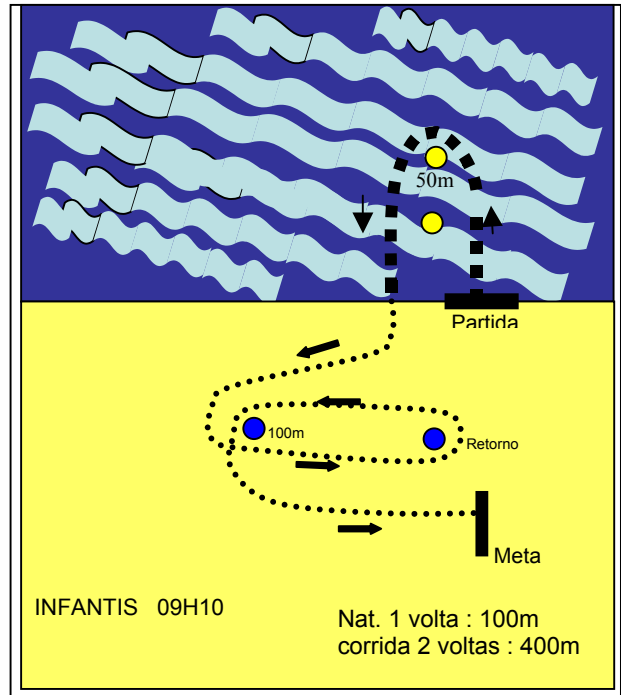 50m
Partida
100m
Retorno
Meta
INFANTIS 09H10
Nat. 1 volta : 100m
corrida 2 voltas : 400m